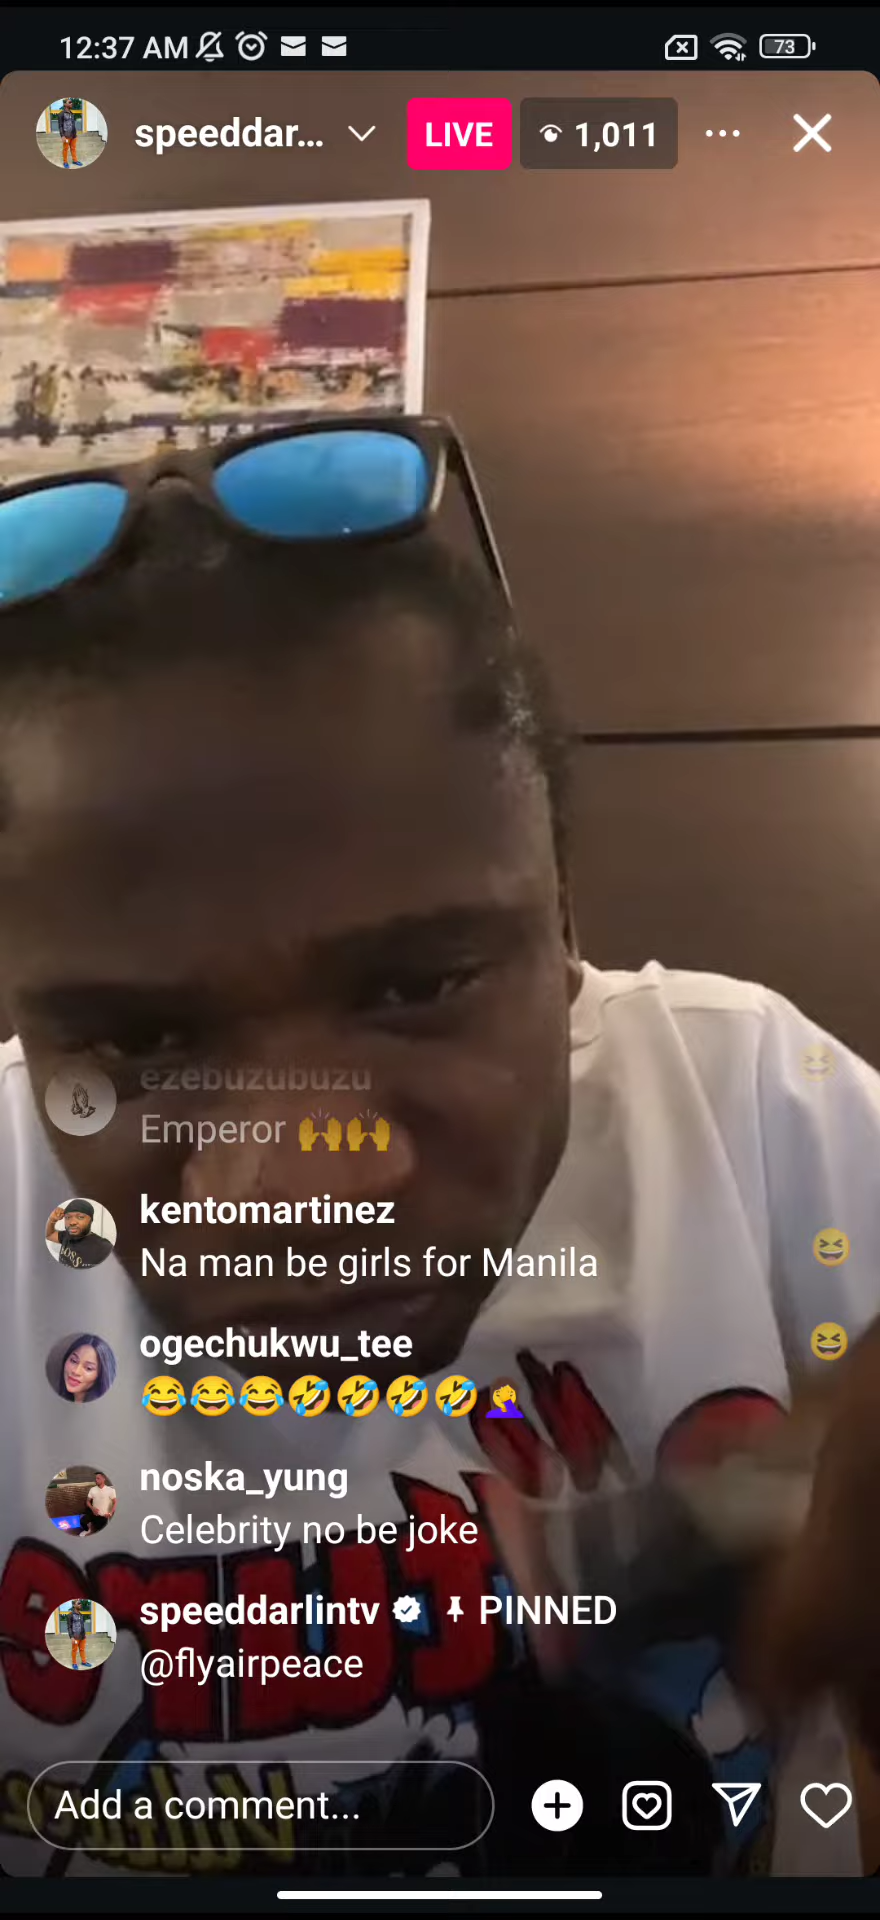 12:37 AM
73
speeddar...
LIVE
1,011
ezebuzubuzu
Emperor 🙌🙌
kentomartinez
Na man be girls for Manila
ogechukwu_tee
😂😂😂🤣🤣🤣🤣🤦‍♀️
noska_yung
Celebrity no be joke
speeddarlintv PINNED
@flyairpeace
Add a comment...